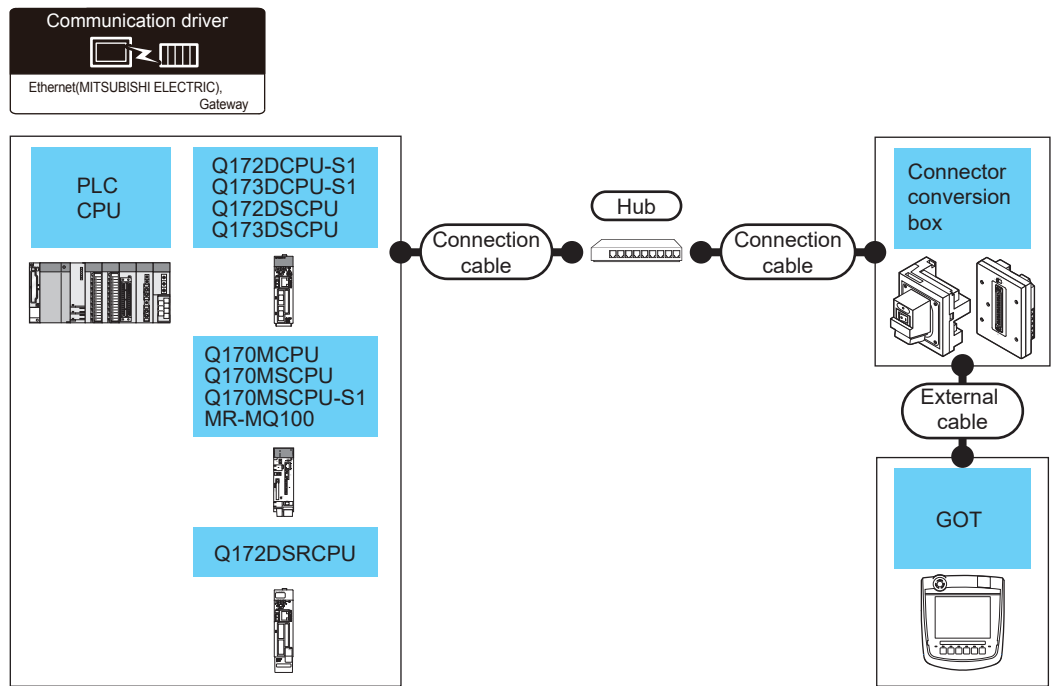 Communication driver
Ethernet(MITSUBISHI ELECTRIC),
Gateway
PLC
CPU
Q172DCPU-S1
Q173DCPU-S1
Q172DSCPU
Q173DSCPU
Q170MCPU
Q170MSCPU
Q170MSCPU-S1
MR-MQ100
Q172DSRCPU
Connection
cable
Hub
Connection
cable
Connector
conversion
box
External
cable
GOT